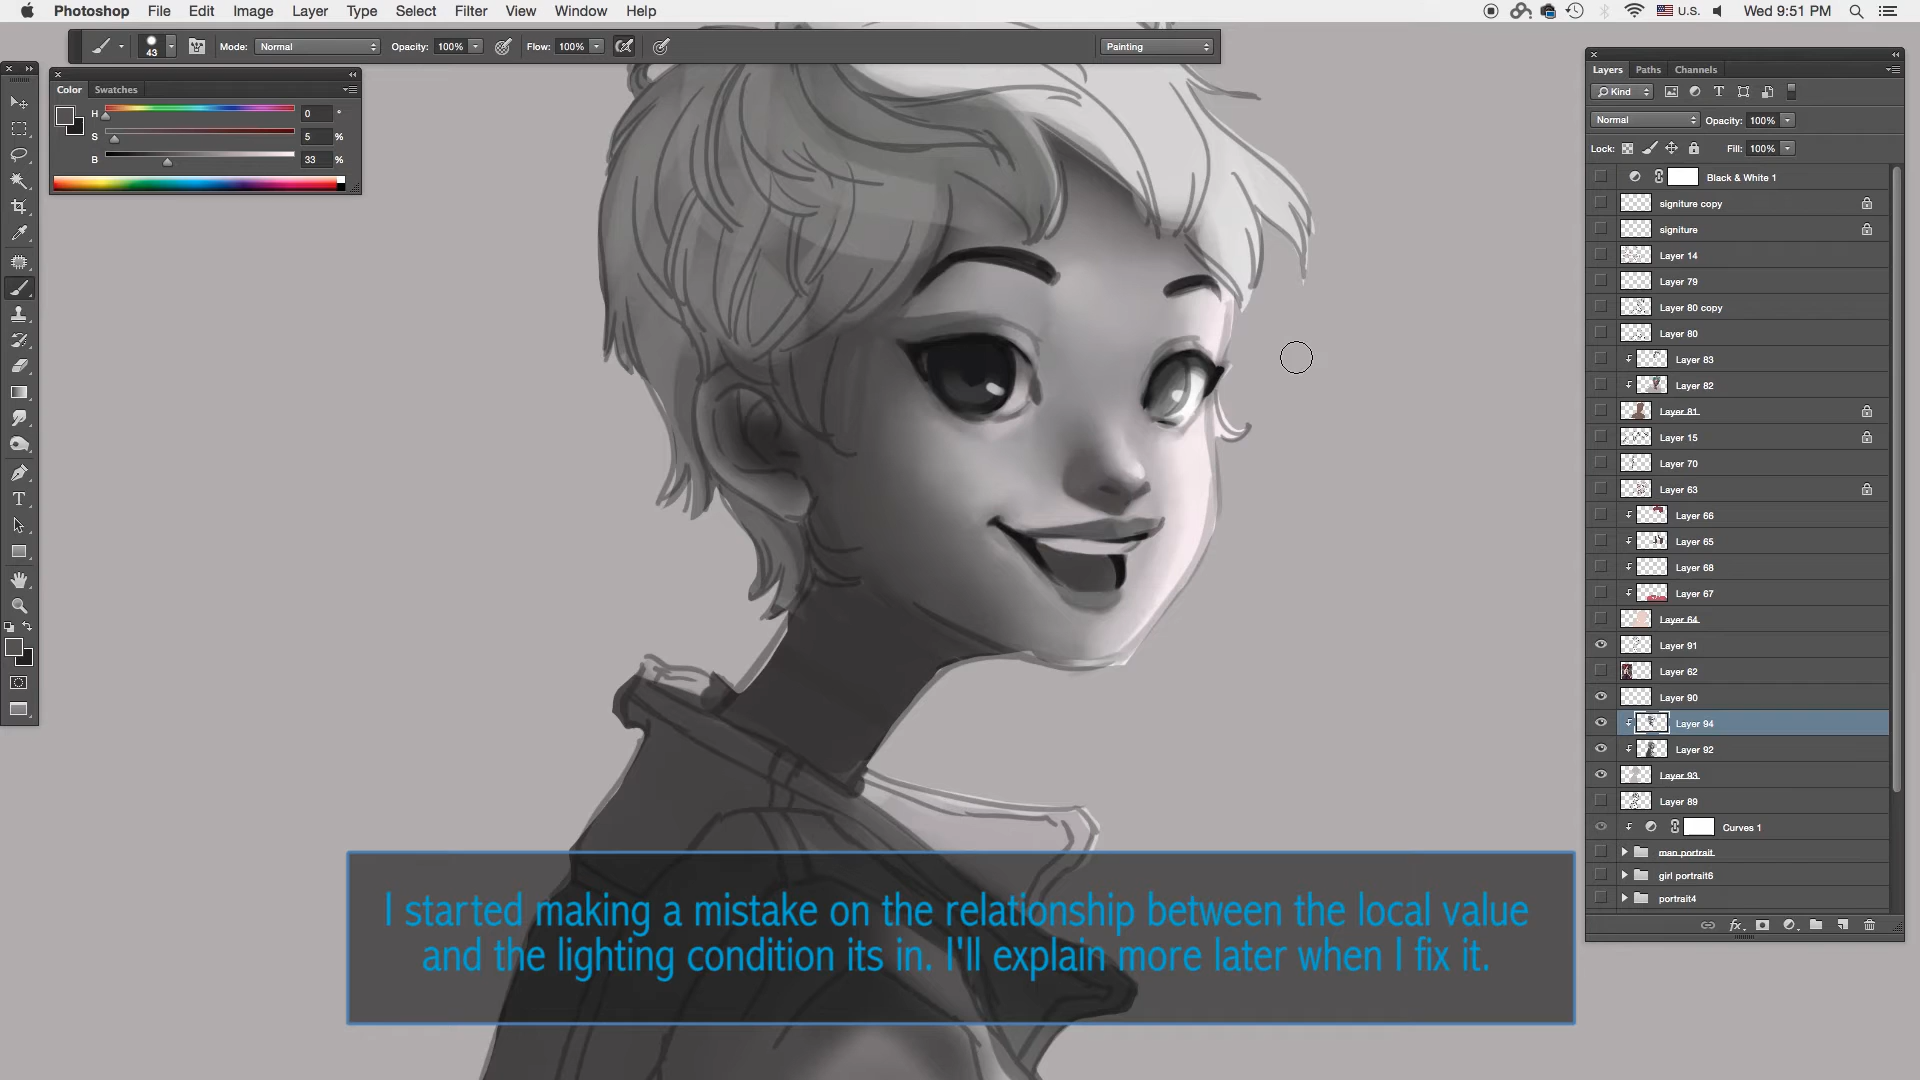 Photoshop File Edit Image Layer Type Select Filter View Window Help U.S. Wed 9:51 PM
43 Mode: Normal Opacity: 100% Flow: 100% Painting
Color Swatches
H 0 °
S 5 %
B 33 %
Layers Paths Channels
Kind
Normal Opacity: 100%
Lock: Fill: 100%
Black & White 1
signiture copy
signiture
Layer 14
Layer 79
Layer 80 copy
Layer 80
Layer 83
Layer 82
Layer 81
Layer 15
Layer 70
Layer 63
Layer 66
Layer 65
Layer 68
Layer 67
Layer 64
Layer 91
Layer 62
Layer 90
Layer 94
Layer 92
Layer 93
Layer 89
Curves 1
man portrait
girl portrait6
portrait4
I started making a mistake on the relationship between the local value
and the lighting condition its in. I'll explain more later when I fix it.